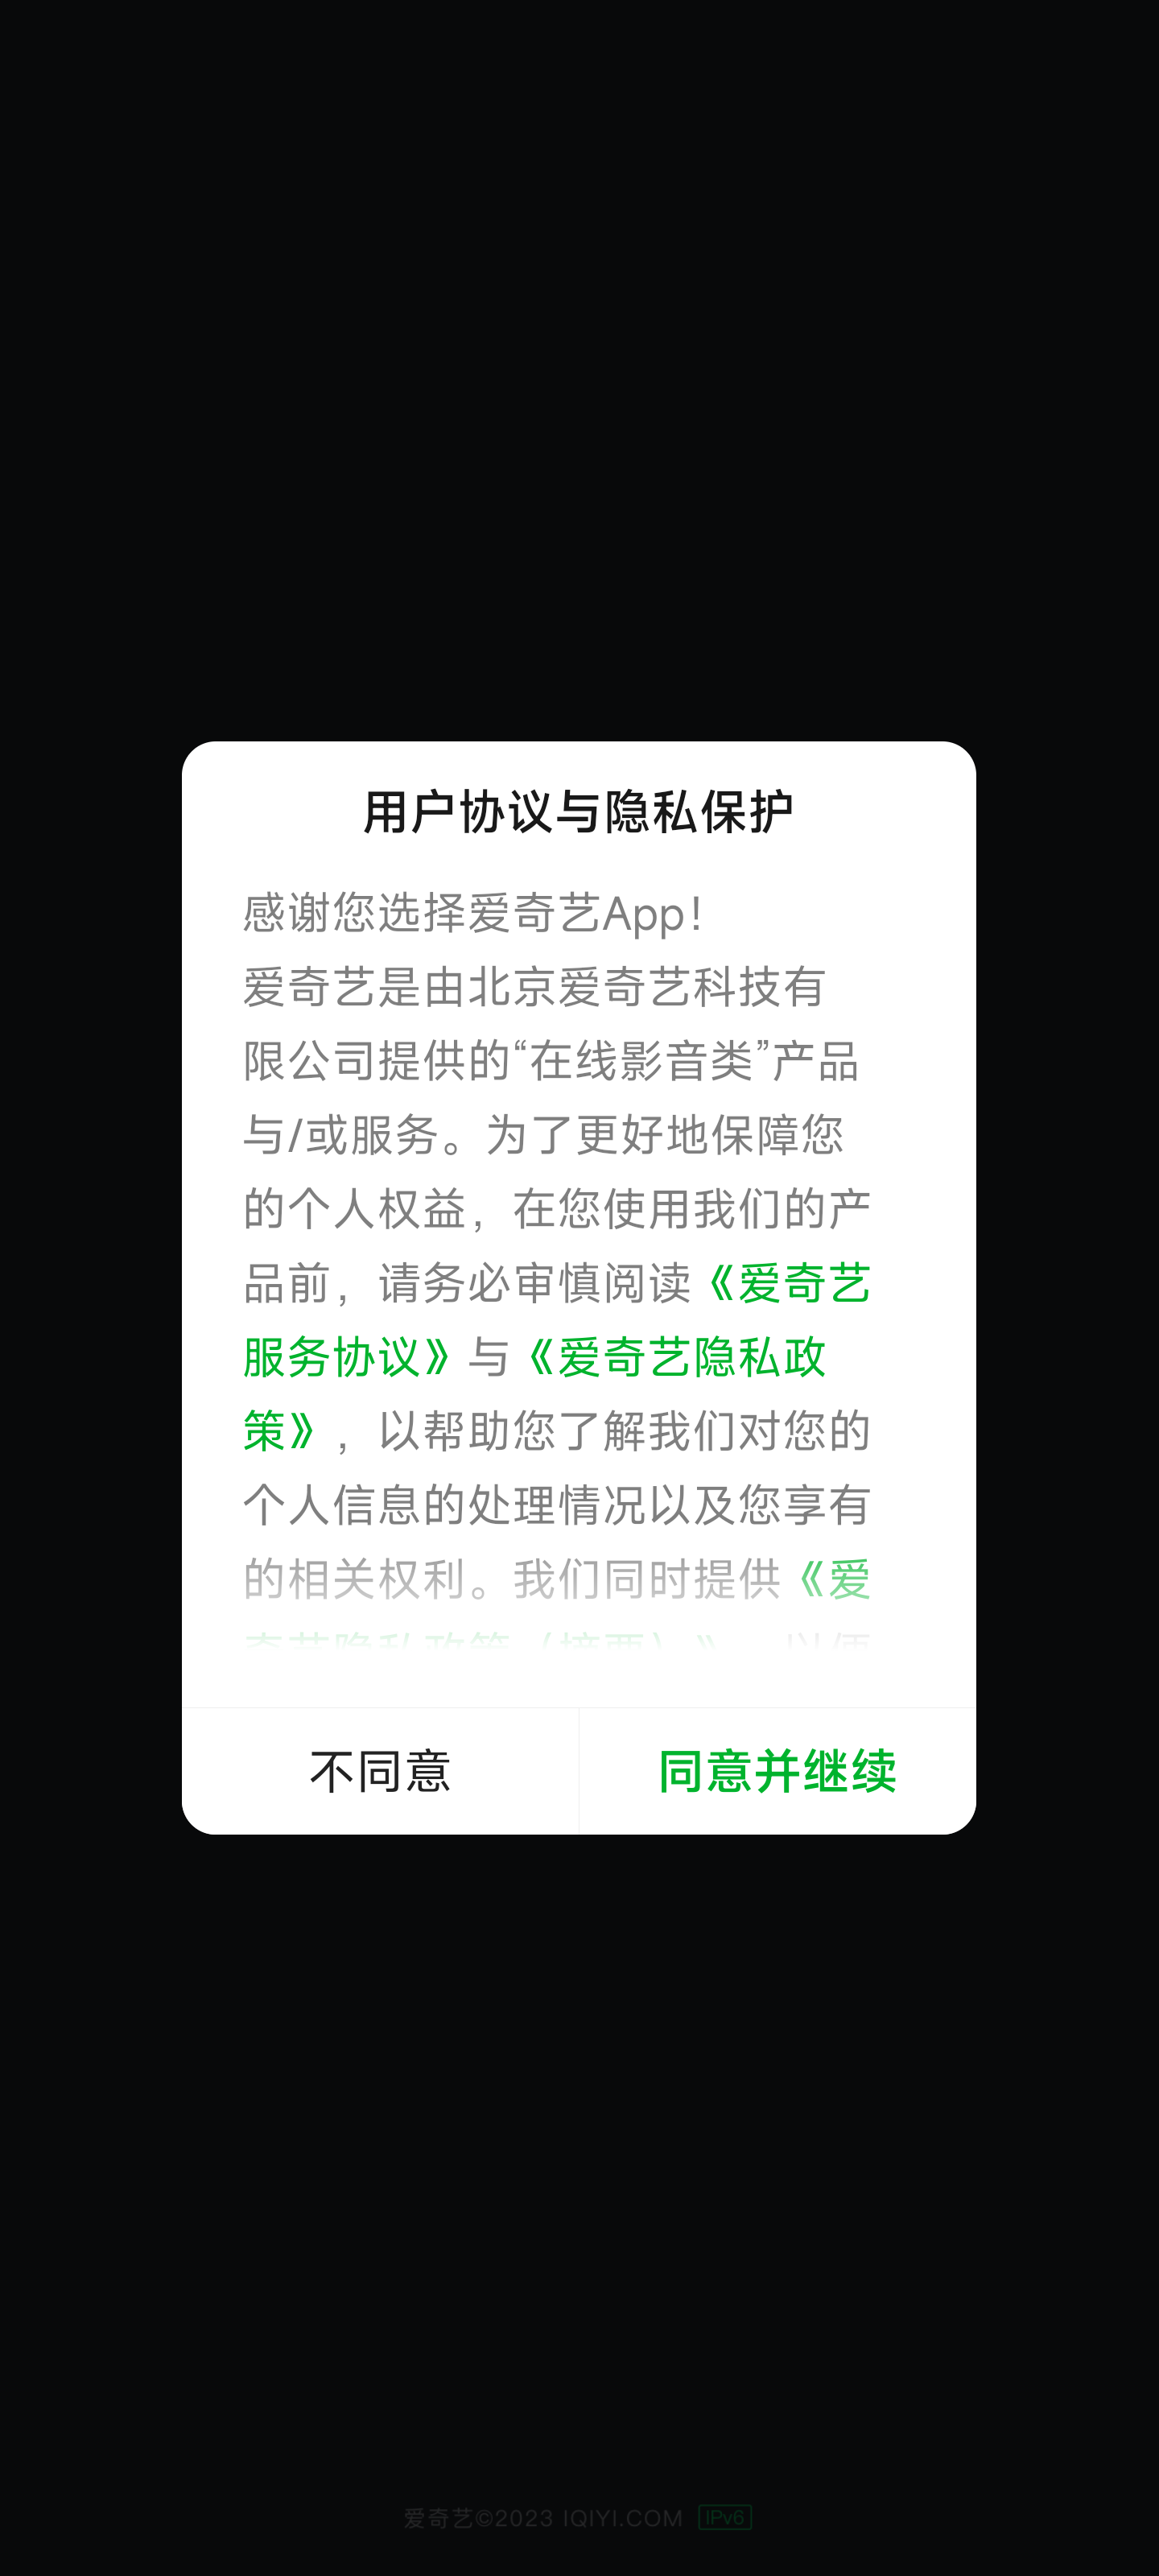 用户协议与隐私保护
感谢您选择爱奇艺App！
爱奇艺是由北京爱奇艺科技有
限公司提供的“在线影音类”产品
与/或服务。为了更好地保障您
的个人权益，在您使用我们的产
品前，请务必审慎阅读《爱奇艺
服务协议》与《爱奇艺隐私政
策》，以帮助您了解我们对您的
个人信息的处理情况以及您享有
的相关权利。我们同时提供《爱
不同意
同意并继续
爱奇艺©2023 IQIYI.COM IPv6